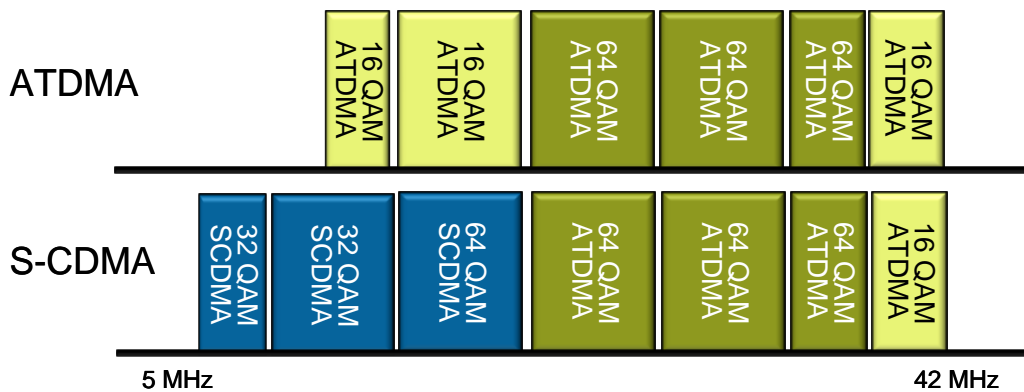 ATDMA
16 QAM
ATDMA
16 QAM
ATDMA
64 QAM
ATDMA
64 QAM
ATDMA
64 QAM
ATDMA
16 QAM
ATDMA
S-CDMA
32 QAM
SCDMA
32 QAM
SCDMA
64 QAM
SCDMA
64 QAM
ATDMA
64 QAM
ATDMA
64 QAM
ATDMA
16 QAM
ATDMA
5 MHz
42 MHz